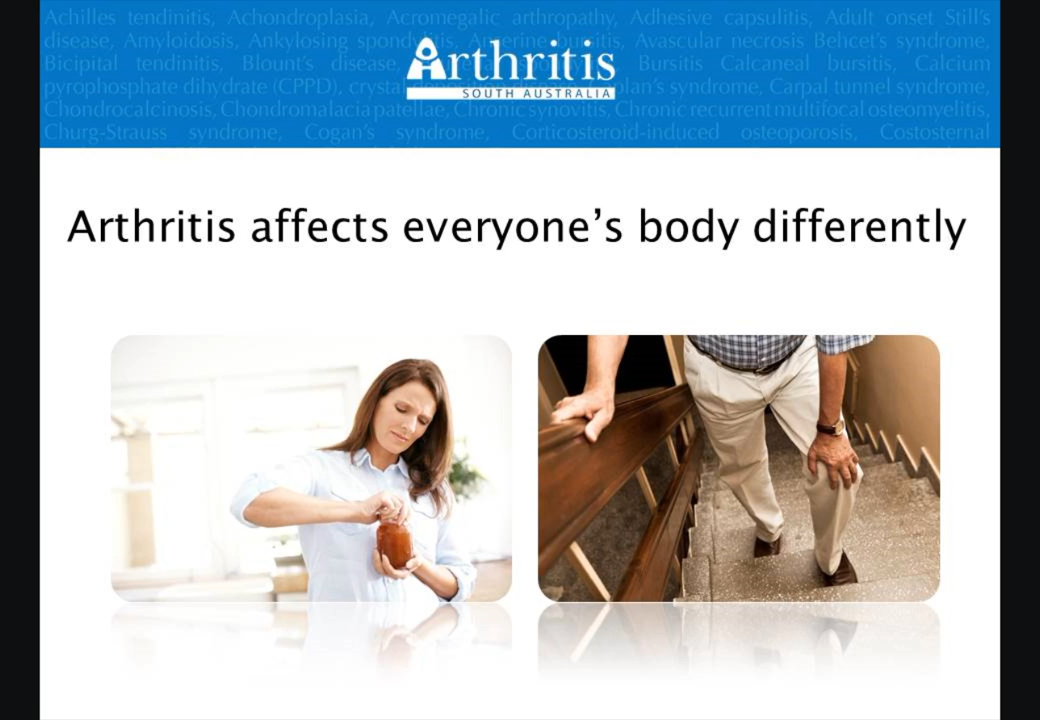 Achilles tendinitis, Achondroplasia, Acromegalic arthropathy, Adhesive capsulitis, Adult onset Still's
disease, Amyloidosis, Ankylosing Anserine bursitis, Avascular necrosis Behcet's syndrome,
Bicipital tendinitis, Blount's disease, Bursitis Calcaneal bursitis, Calcium
Arthritis
pyrophosphate dihydrate (CPPD), syndrome, Carpal tunnel syndrome,
SOUTH AUSTRALIA
Chondrocalcinosis, Chondromalacia patellae, Chronic synovitis, Chronic recurrent multifocal osteomyelitis,
Churg-Strauss syndrome, Cogan's syndrome, Corticosteroid-induced osteoporosis, Costosternal
Arthritis affects everyone's body differently